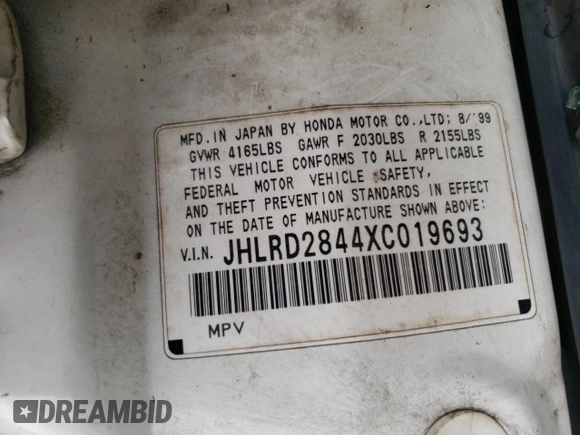 MFD. IN JAPAN BY HONDA MOTOR CO.,LTD; 8/'99
GVWR 4165LBS GAWR F 2030LBS R 2155LBS
THIS VEHICLE CONFORMS TO ALL APPLICABLE
FEDERAL MOTOR VEHICLE SAFETY,
AND THEFT PREVENTION STANDARDS IN EFFECT
ON THE DATE OF MANUFACTURE SHOWN ABOVE:
V.I.N. JHLRD2844XC019693
MPV
DREAMBID